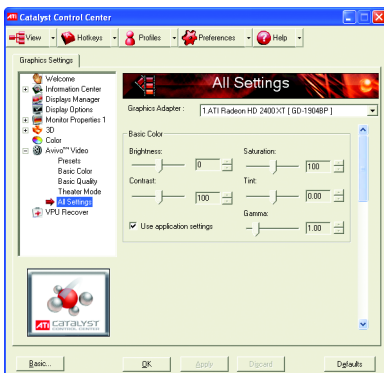 ATI Catalyst Control Center
View Hotkeys Profiles Preferences Help
Graphics Settings
Welcome
Information Center
Displays Manager
Display Options
Monitor Properties 1
3D
Color
Avivo™ Video
Presets
Basic Color
Basic Quality
Theater Mode
All Settings
VPU Recover
ATI CATALYST
CONTROL CENTER
All Settings
Graphics Adapter :
1.ATI Radeon HD 2400 XT [ GD-1904BP ]
Basic Color
Brightness: Saturation:
0 100
Contrast: Tint:
100 0.00
Gamma:
Use application settings 1.00
Basic... OK Apply Discard Defaults